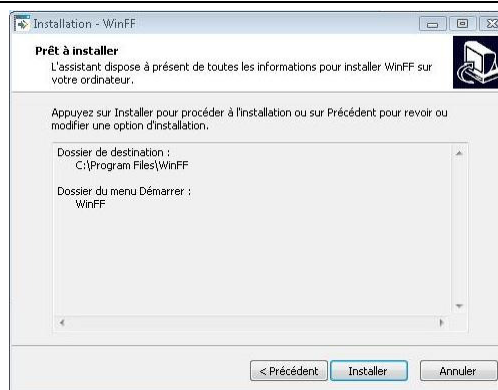 Installation - WinFF
Prêt à installer
L'assistant dispose à présent de toutes les informations pour installer WinFF sur
votre ordinateur.
Appuyez sur Installer pour procéder à l'installation ou sur Précédent pour revoir ou
modifier une option d'installation.
Dossier de destination :
C:\Program Files\WinFF
Dossier du menu Démarrer :
WinFF
< Précédent
Installer
Annuler